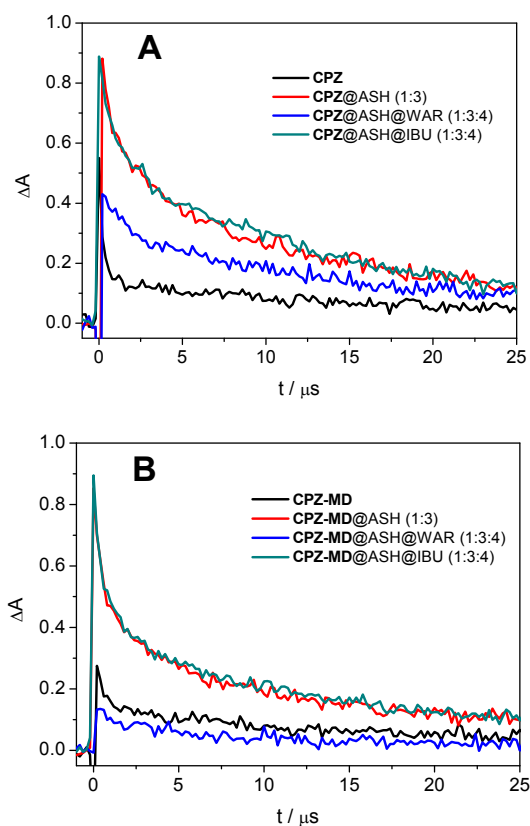 A
CPZ
CPZ@ASH (1:3)
CPZ@ASH@WAR (1:3:4)
CPZ@ASH@IBU (1:3:4)
ΔA
1.0
0.8
0.6
0.4
0.2
0.0
0 5 10 15 20 25
t / μs
B
CPZ-MD
CPZ-MD@ASH (1:3)
CPZ-MD@ASH@WAR (1:3:4)
CPZ-MD@ASH@IBU (1:3:4)
ΔA
1.0
0.8
0.6
0.4
0.2
0.0
0 5 10 15 20 25
t / μs